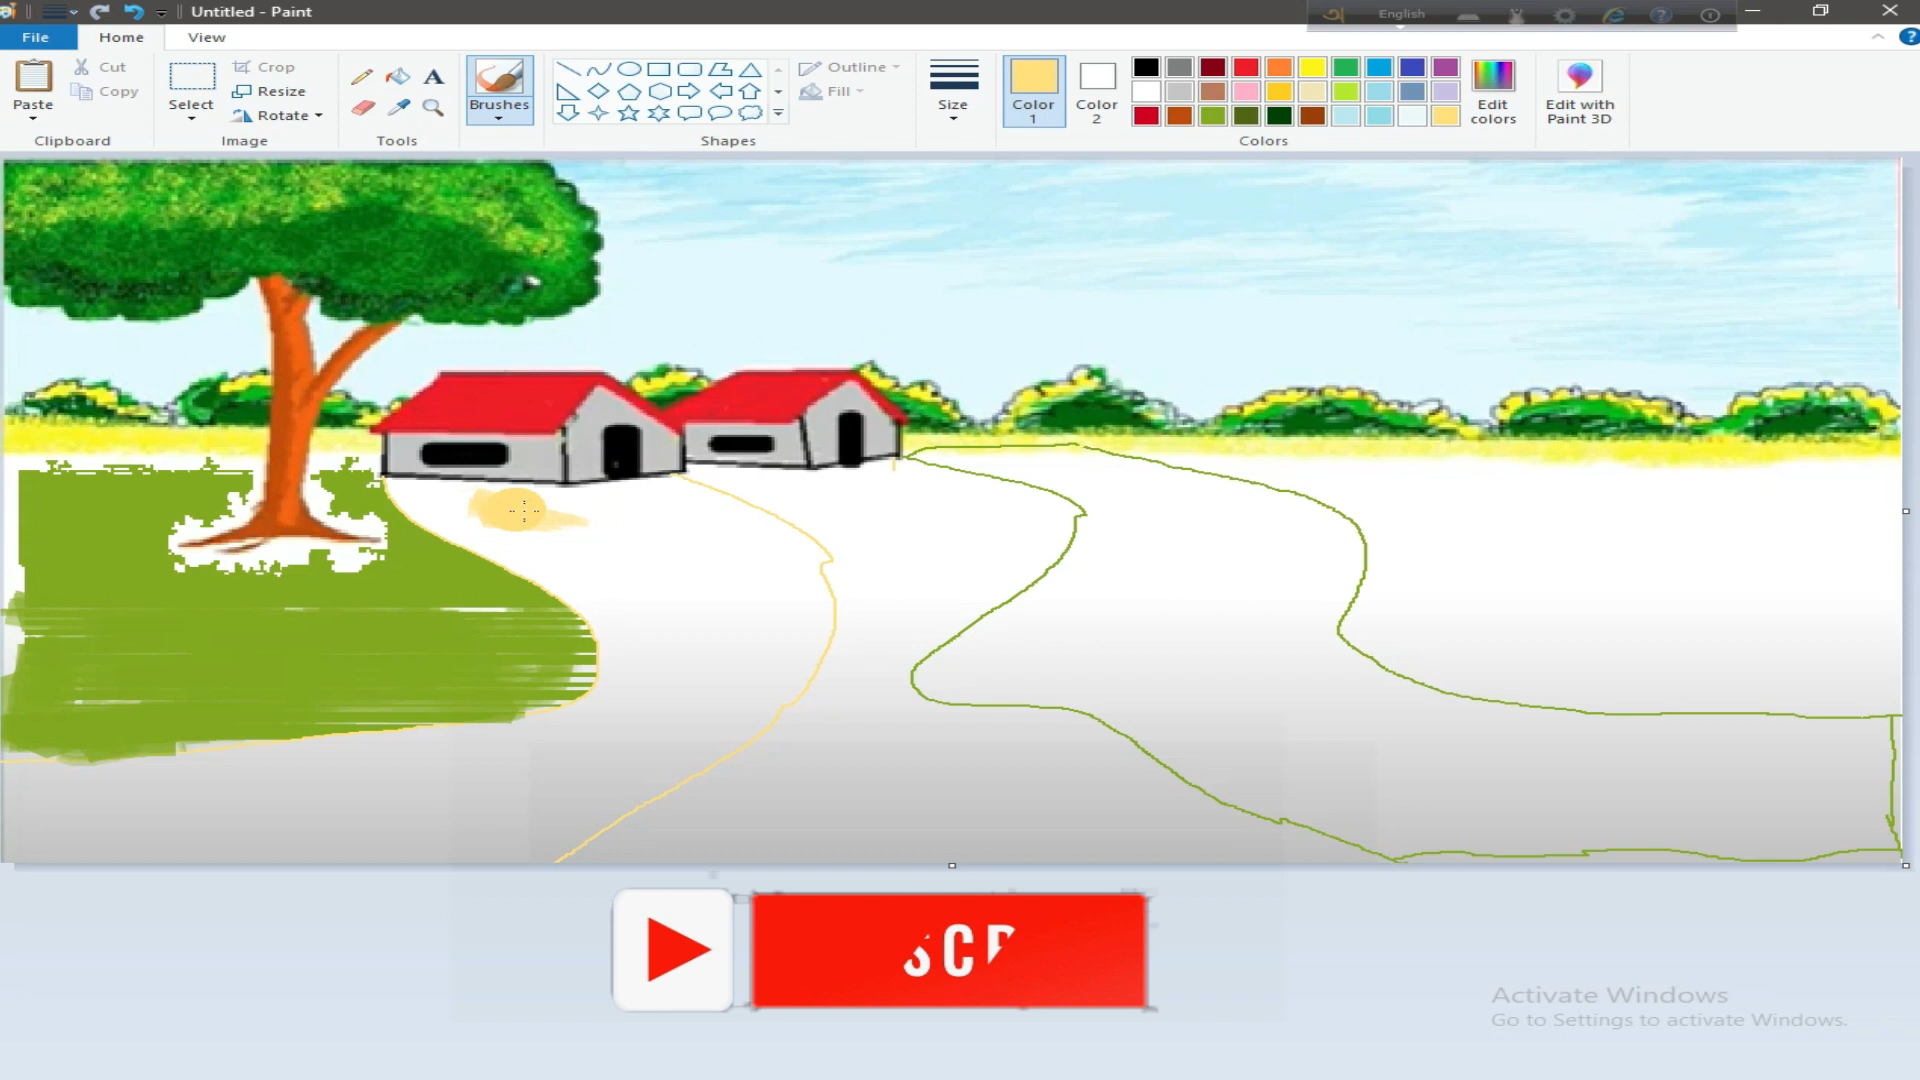 Untitled - Paint
English
File Home View
Paste Cut Copy Clipboard
Select Crop Resize Rotate Image
Tools
Brushes
Outline Fill Shapes
Size
Color 1
Color 2
Edit colors
Edit with Paint 3D
Colors
Activate Windows
Go to Settings to activate Windows.